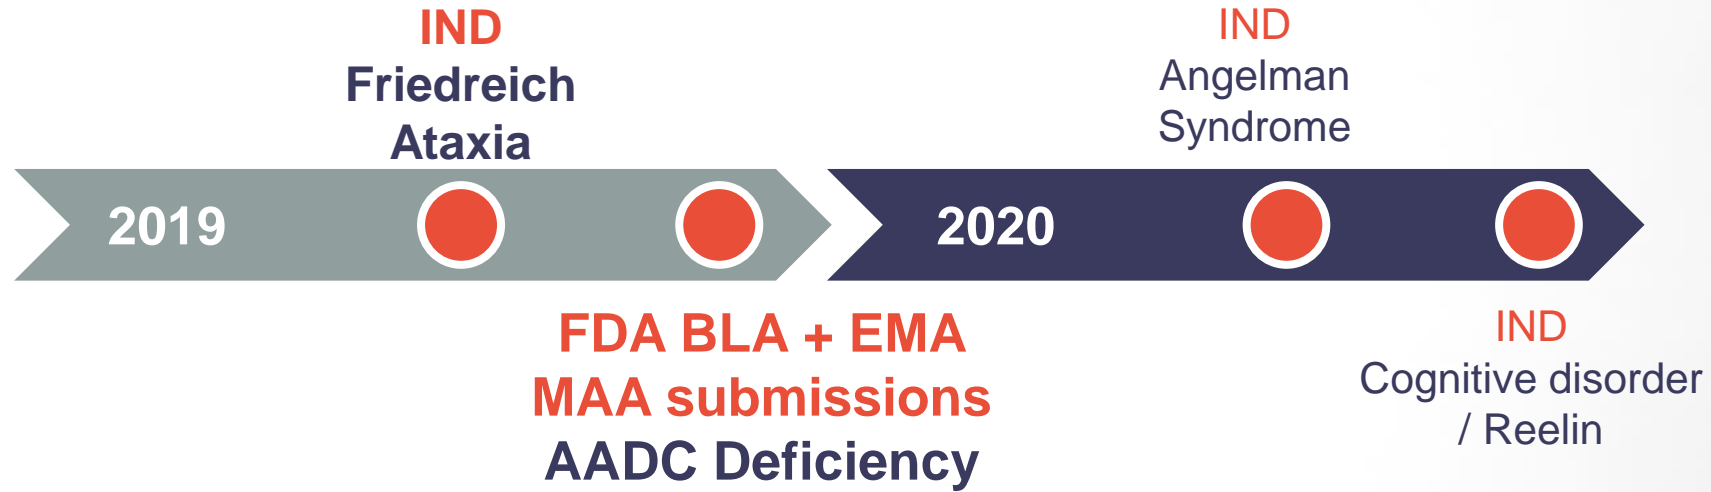 IND
Friedreich
Ataxia
IND
Angelman
Syndrome
2019
2020
FDA BLA + EMA
MAA submissions
AADC Deficiency
IND
Cognitive disorder
/ Reelin